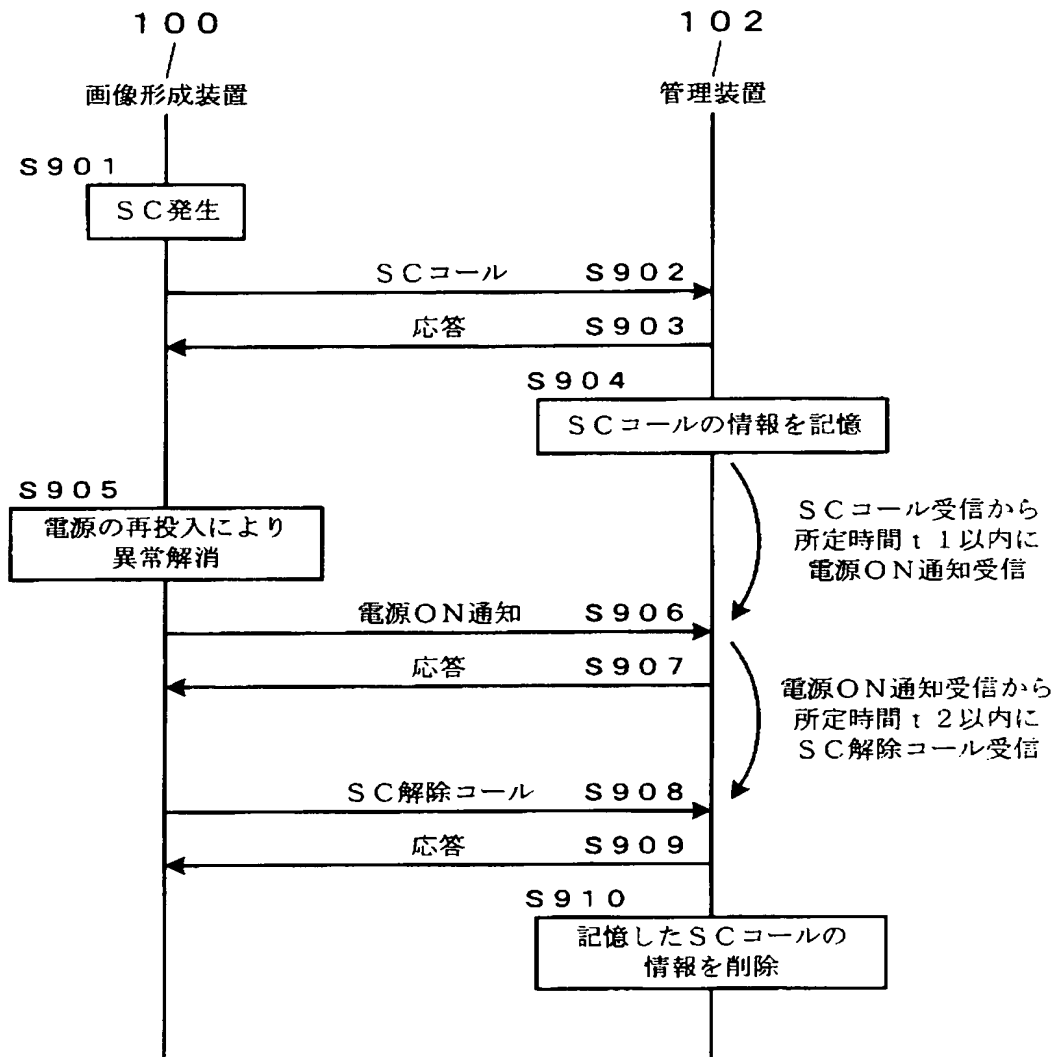 １００
１０２
画像形成装置
管理装置
Ｓ９０１
ＳＣ発生
ＳＣコール Ｓ９０２
応答 Ｓ９０３
Ｓ９０４
ＳＣコールの情報を記憶
Ｓ９０５
電源の再投入により
異常解消
ＳＣコール受信から
所定時間ｔ１以内に
電源ＯＮ通知受信
電源ＯＮ通知 Ｓ９０６
応答 Ｓ９０７
電源ＯＮ通知受信から
所定時間ｔ２以内に
ＳＣ解除コール受信
ＳＣ解除コール Ｓ９０８
応答 Ｓ９０９
Ｓ９１０
記憶したＳＣコールの
情報を削除